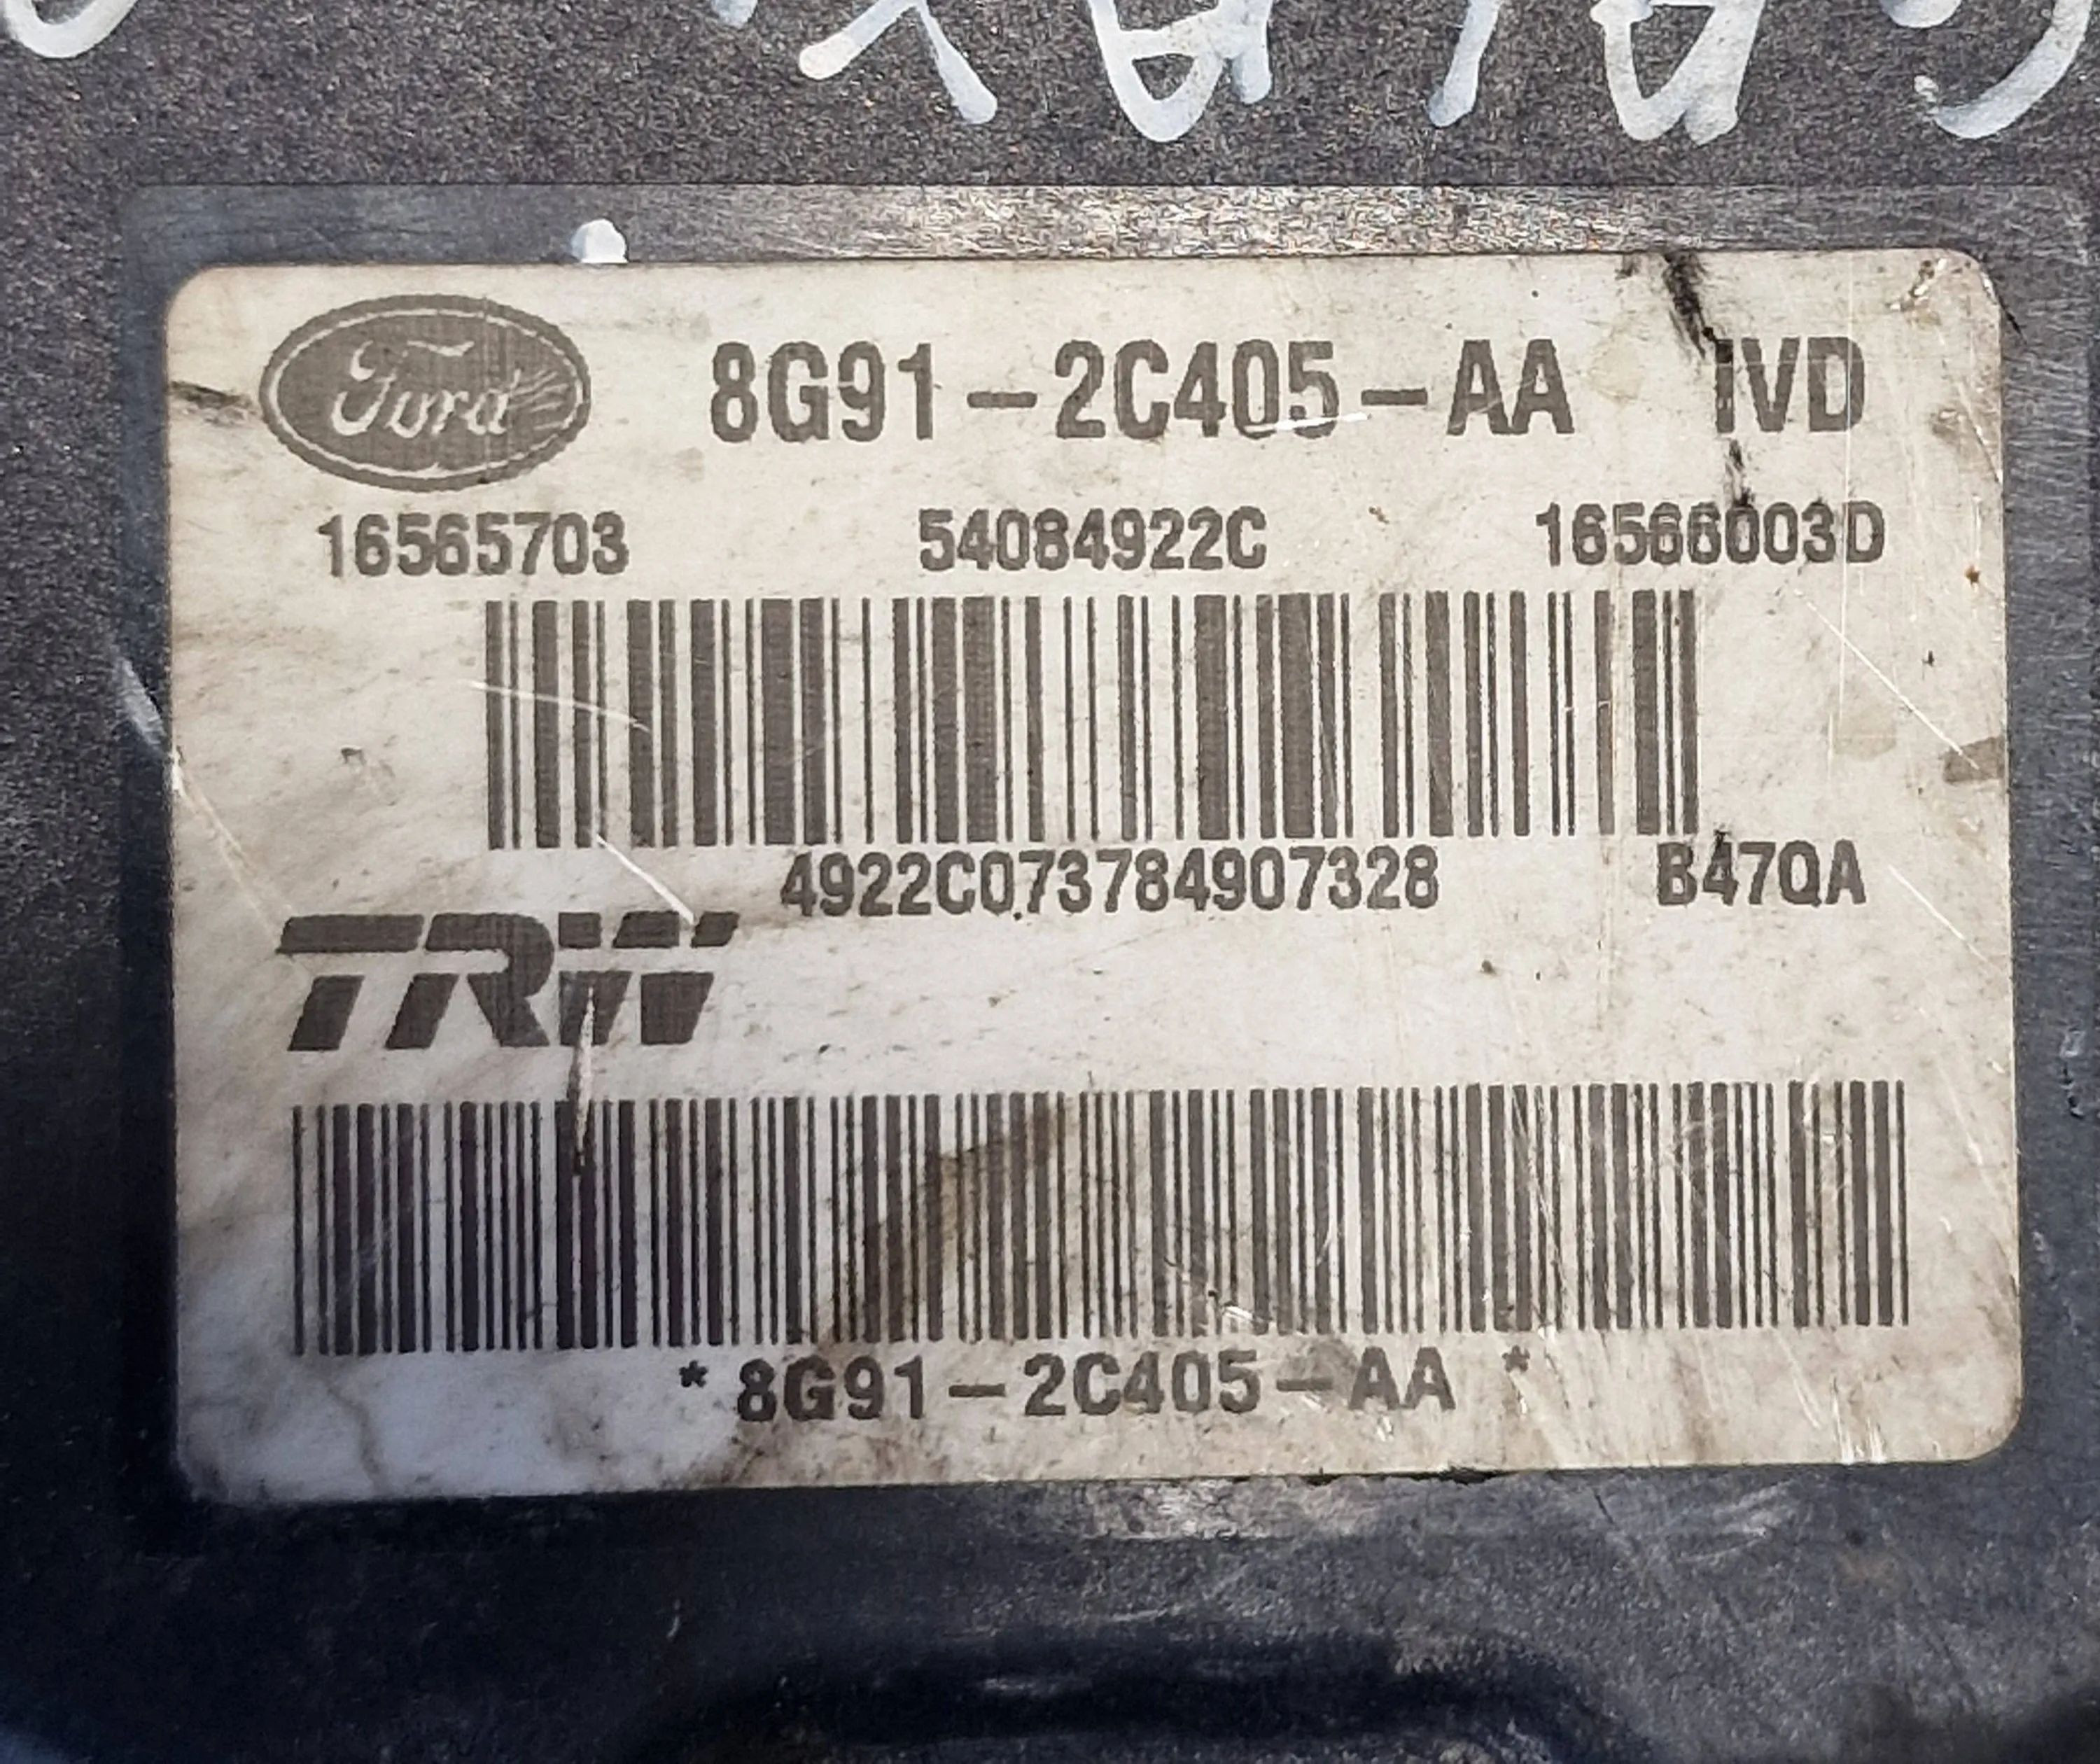 Ford 8G91-2C405-AA IVD
16565703 54084922C 16566003D
4922C073784907328 B47QA
TRW
*8G91-2C405-AA *